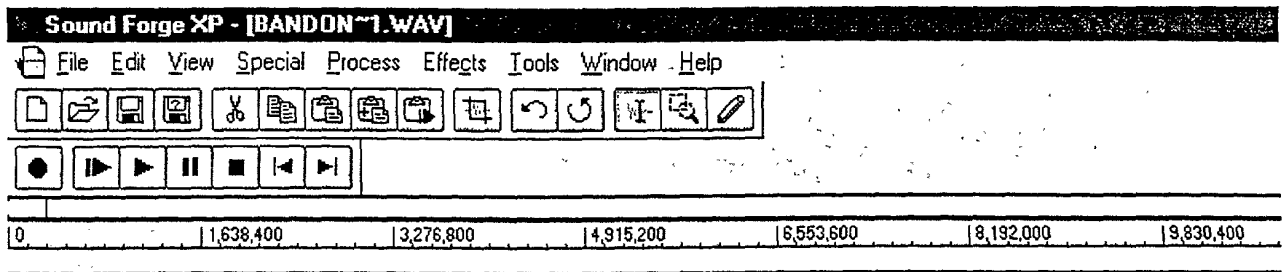 Sound Forge XP - [BANDON~1.WAV]
File Edit View Special Process Effects Tools Window Help
0 1,638,400 3,276,800 4,915,200 6,553,600 8,192,000 9,830,400